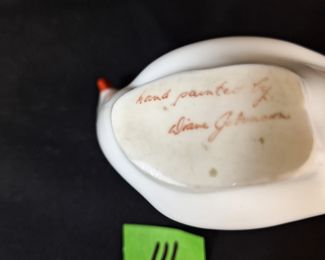 hand painted by
Diane Johnson
111